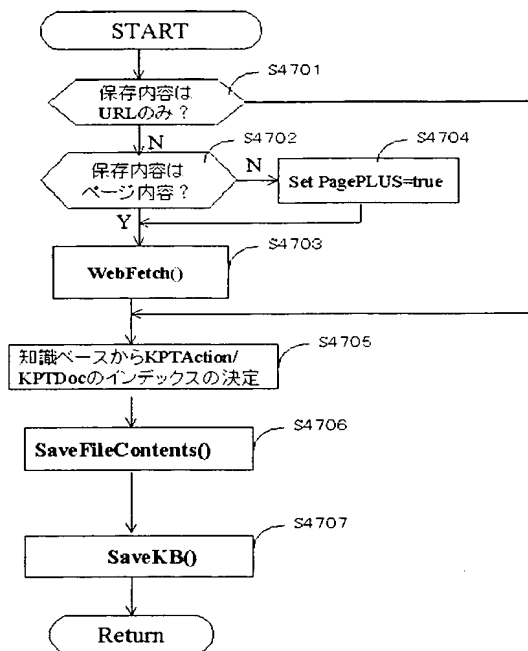 START
S4701
保存内容は
URLのみ？
N
S4702
S4704
保存内容は
ページ内容？
N
Set PagePLUS=true
Y
S4703
WebFetch()
S4705
知識ベースからKPTAction/
KPTDocのインデックスの決定
S4706
SaveFileContents()
S4707
SaveKB()
Return